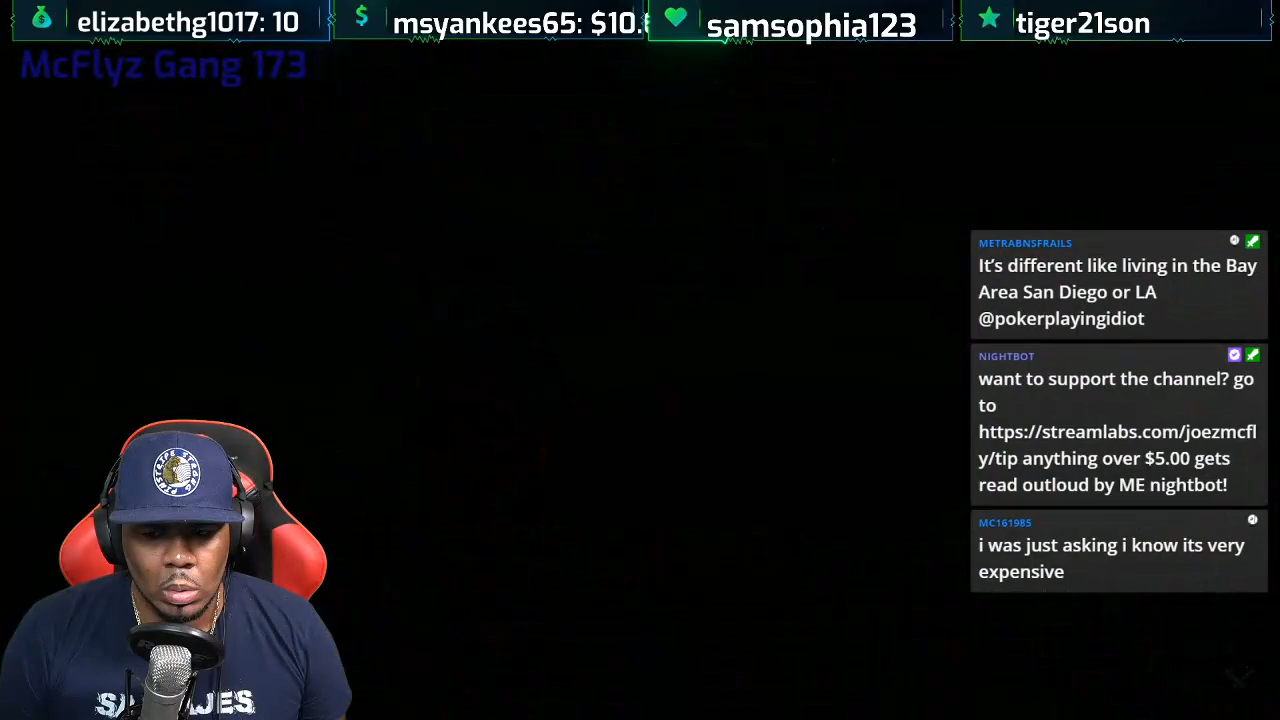 elizabethg1017: 10
msyankees65: $10.
samsophia123
tiger21son
McFlyz Gang 173
METRABNSFRAILS
It's different like living in the Bay
Area San Diego or LA
@pokerplayingidiot
NIGHTBOT
want to support the channel? go
to
https://streamlabs.com/joezmcfl
y/tip anything over $5.00 gets
read outloud by ME nightbot!
MC161985
i was just asking i know its very
expensive
PINSTRIPE STRONG